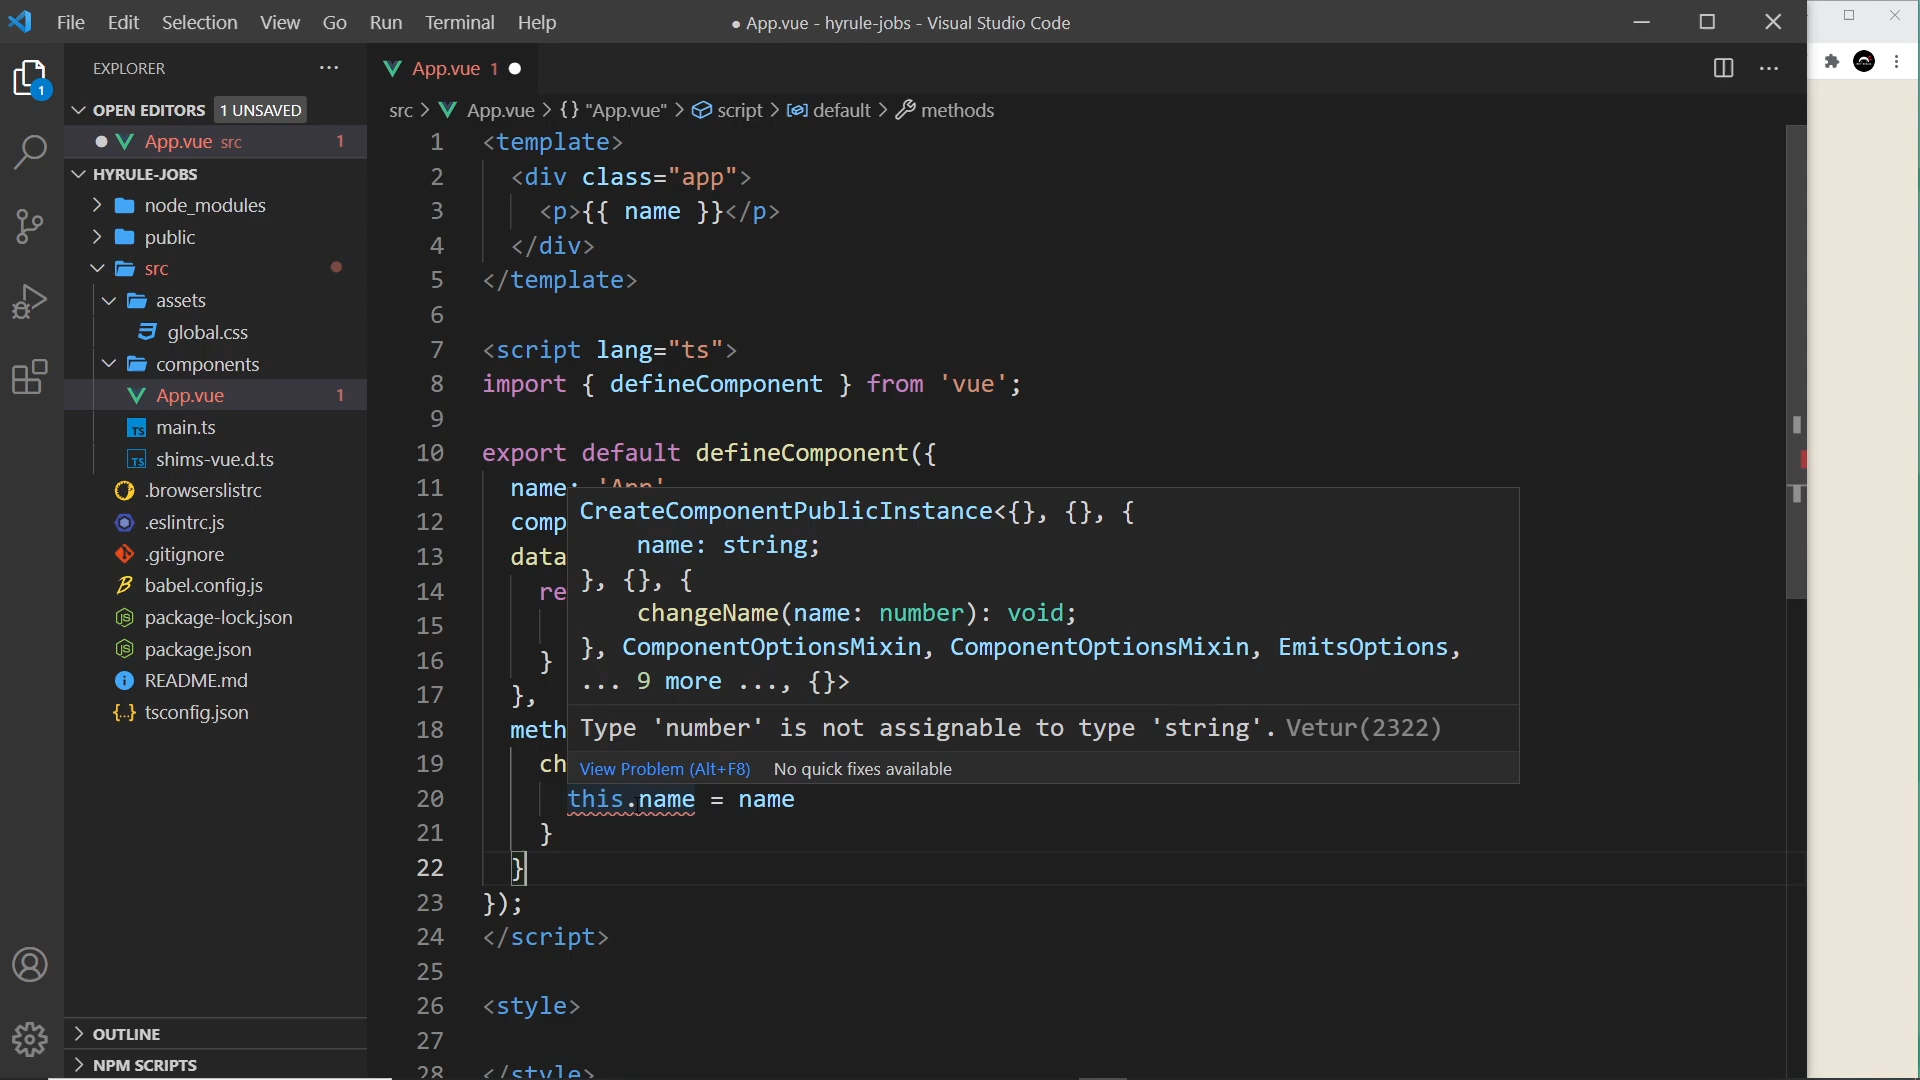 File Edit Selection View Go Run Terminal Help
● App.vue - hyrule-jobs - Visual Studio Code
1
EXPLORER
OPEN EDITORS 1 UNSAVED
App.vue src 1
HYRULE-JOBS
node_modules
public
src
assets
global.css
components
App.vue 1
main.ts
shims-vue.d.ts
.browserslistrc
.eslintrc.js
.gitignore
babel.config.js
package-lock.json
package.json
README.md
tsconfig.json
OUTLINE
NPM SCRIPTS
App.vue 1
src > App.vue > {} "App.vue" > script > default > methods
1 <template>
2 <div class="app">
3 <p>{{ name }}</p>
4 </div>
5 </template>
6
7 <script lang="ts">
8 import { defineComponent } from 'vue';
9
10 export default defineComponent({
11 name: 'App'
12 comp
13 data
14 re
15
16 }
17 },
18 meth
19 ch
20 this.name = name
21 }
22 }
23 });
24 </script>
25
26 <style>
27
28 </style>
CreateComponentPublicInstance<{}, {}, {
name: string;
}, {}, {
changeName(name: number): void;
}, ComponentOptionsMixin, ComponentOptionsMixin, EmitsOptions,
... 9 more ..., {}>
Type 'number' is not assignable to type 'string'. Vetur(2322)
View Problem (Alt+F8) No quick fixes available